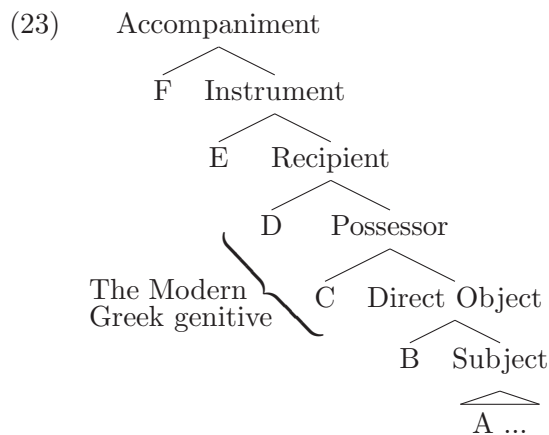 (23) Accompaniment
F Instrument
E Recipient
D Possessor
The Modern
Greek genitive
C Direct Object
B Subject
A ...